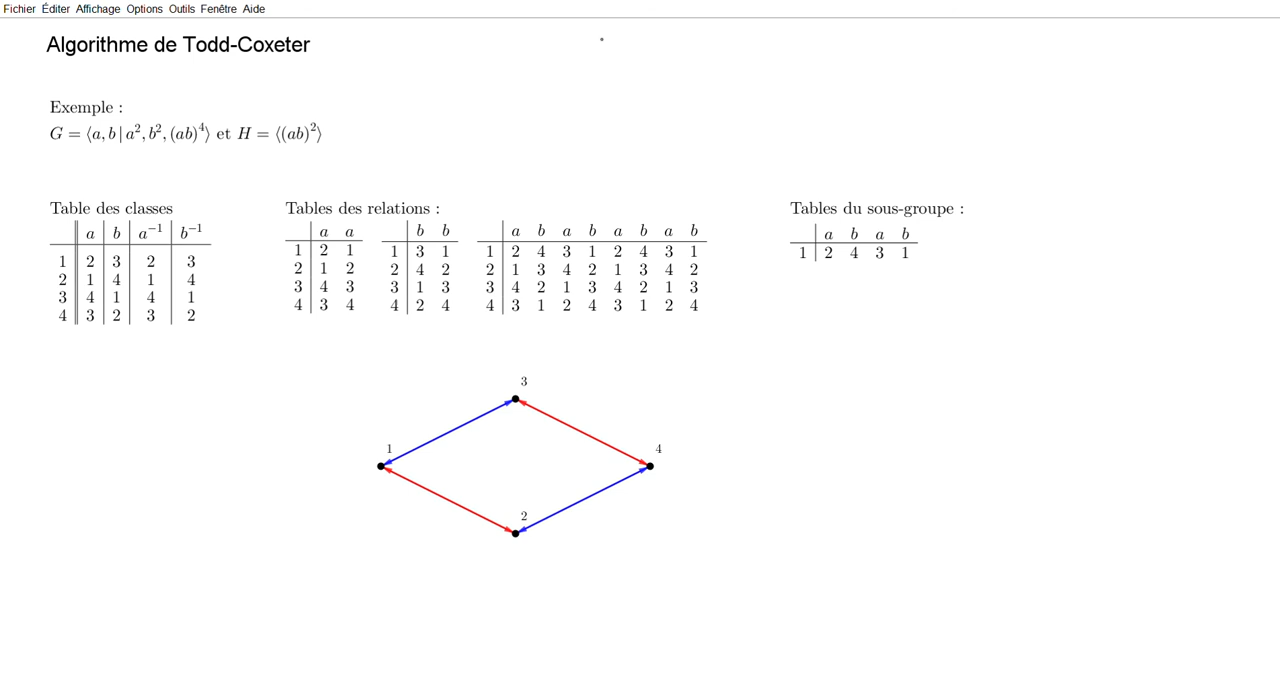 Fichier Éditer Affichage Options Outils Fenêtre Aide
Algorithme de Todd-Coxeter
Exemple :
G = ⟨a, b | a², b², (ab)⁴⟩ et H = ⟨(ab)²⟩
Table des classes
a b a⁻¹ b⁻¹
1 2 3 2 3
2 1 4 1 4
3 4 1 4 1
4 3 2 3 2
Tables des relations :
a a
1 2 1
2 1 2
3 4 3
4 3 4
b b
1 3 1
2 4 2
3 1 3
4 2 4
a b a b a b a b
1 2 4 3 1 2 4 3 1
2 1 3 4 2 1 3 4 2
3 4 2 1 3 4 2 1 3
4 3 1 2 4 3 1 2 4
Tables du sous-groupe :
a b a b
1 2 4 3 1
3
1
4
2